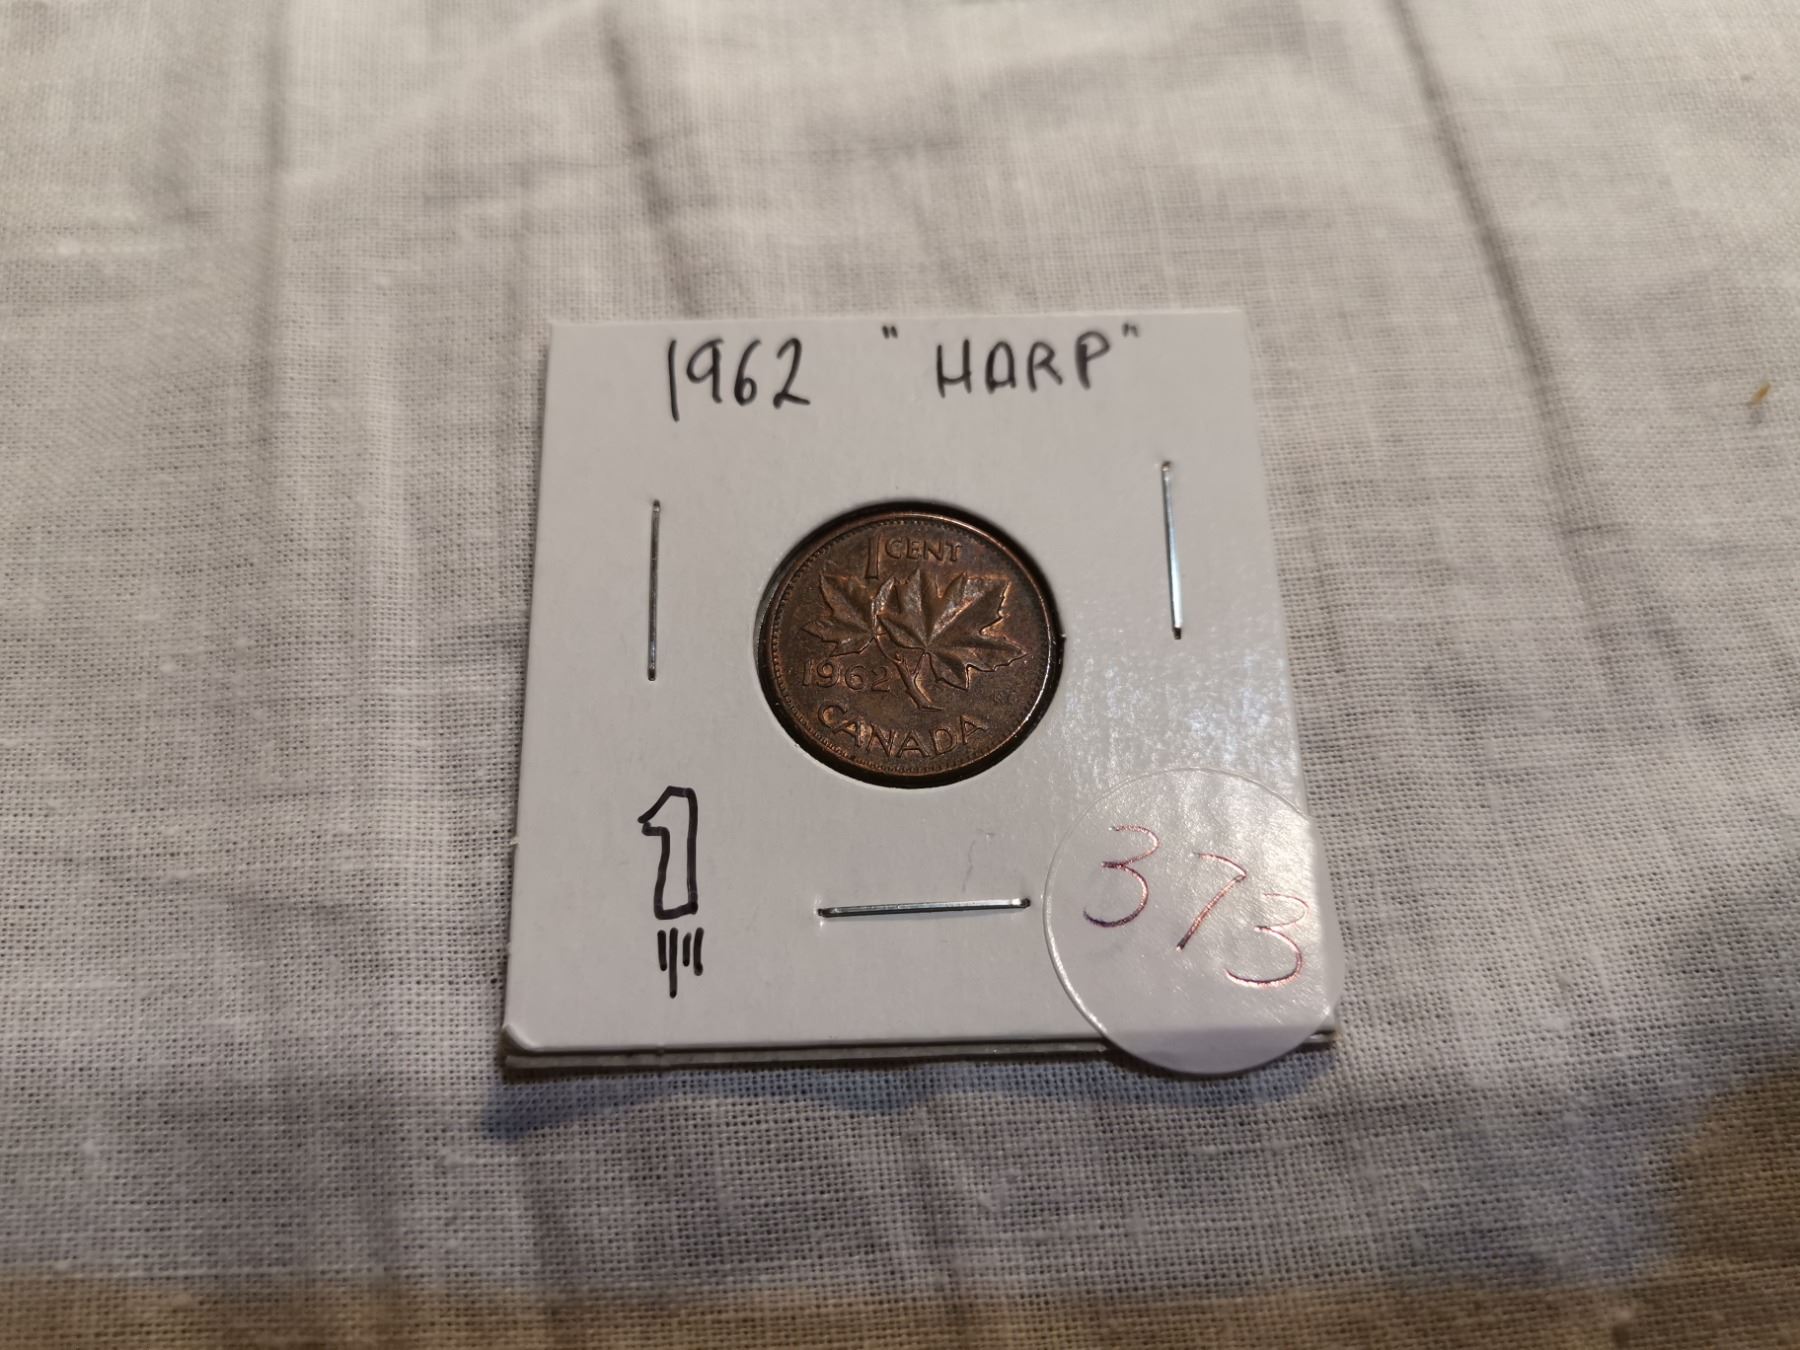 1962 "HARP"
1 CENT
1962
CANADA
1
373